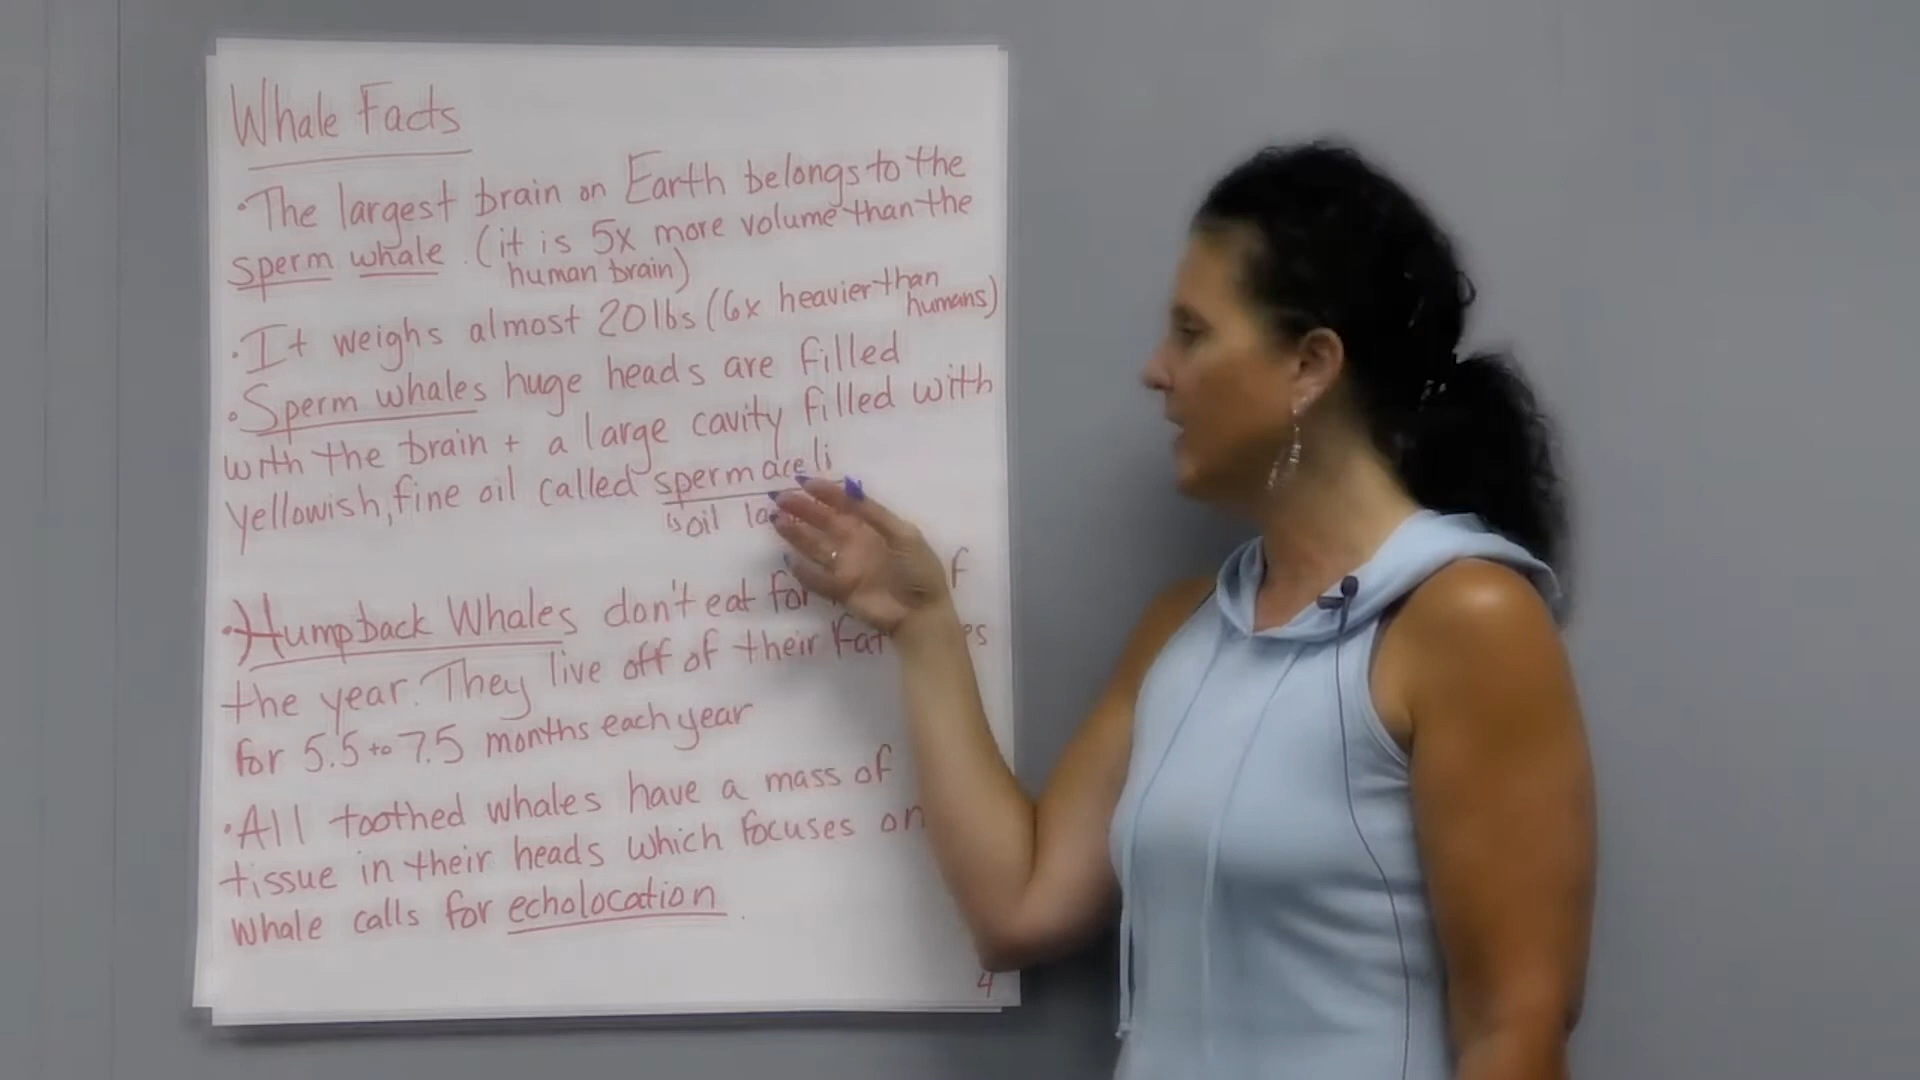 Whale Facts
• The largest brain on Earth belongs to the
sperm whale. (it is 5x more volume than the
human brain)
• It weighs almost 20lbs (6x heavier than
humans)
• Sperm whales huge heads are filled
with the brain + a large cavity filled with
yellowish, fine oil called spermaceli
↳ oil
• Humpback Whales don't eat for
the year. They live off of their fat
for 5.5 to 7.5 months each year
• All toothed whales have a mass of
tissue in their heads which focuses on
whale calls for echolocation.
4